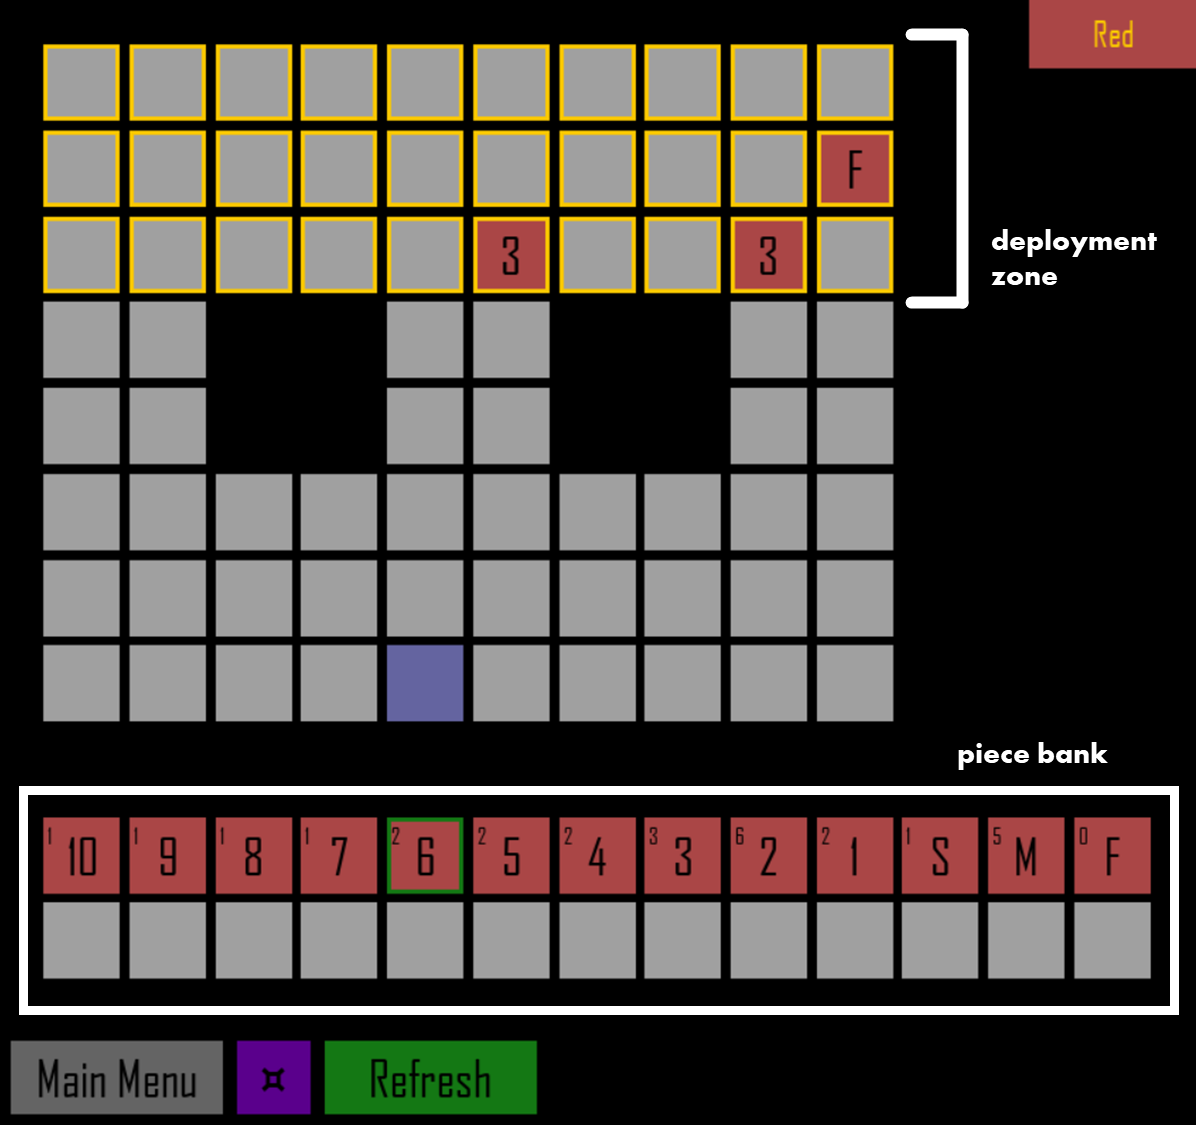 Red
F
3 3
deployment
zone
piece bank
1 10 1 9 1 8 1 7 2 6 2 5 2 4 3 3 6 2 2 1 1 S 5 M 0 F
Main Menu ¤ Refresh